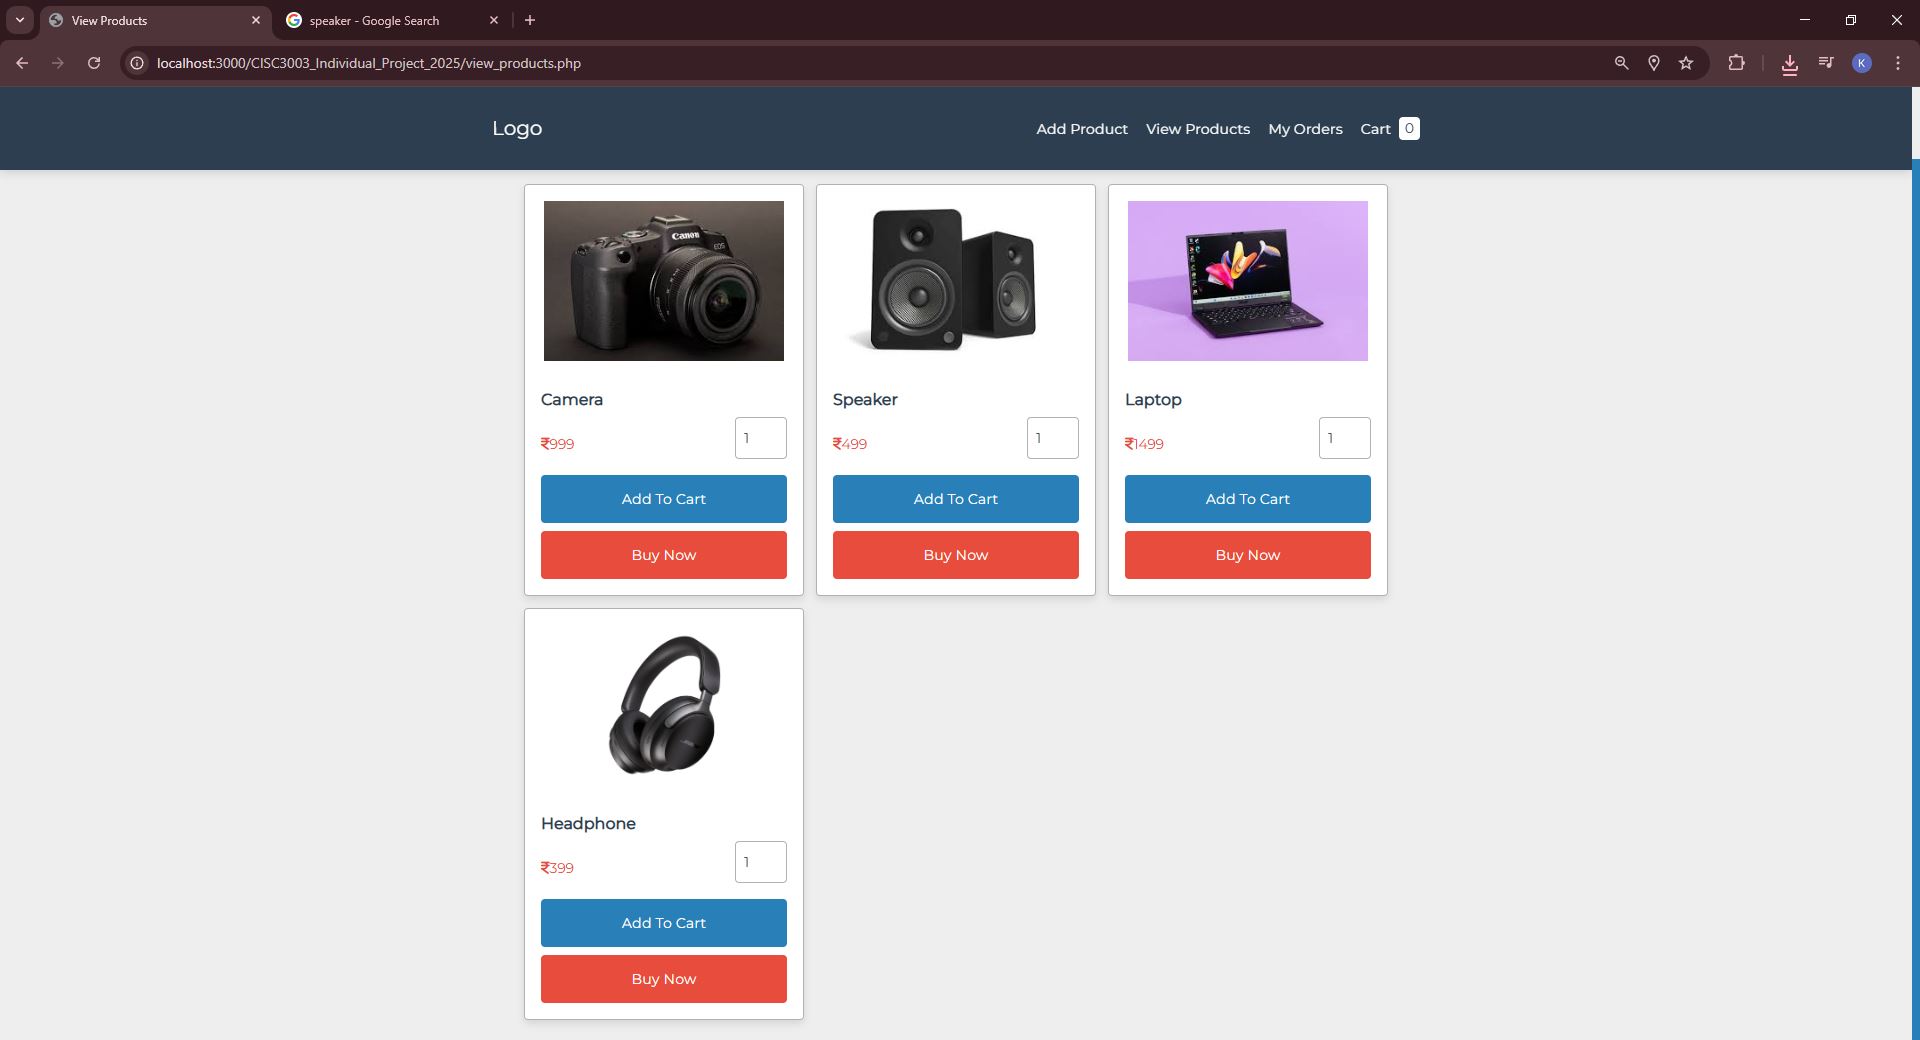 View Products
speaker - Google Search
localhost:3000/CISC3003_Individual_Project_2025/view_products.php
K
Logo
Add Product View Products My Orders Cart 0
Canon
EOS
Camera
₹999
1
Add To Cart
Buy Now
Speaker
₹499
1
Add To Cart
Buy Now
Laptop
₹1499
1
Add To Cart
Buy Now
Headphone
₹399
1
Add To Cart
Buy Now